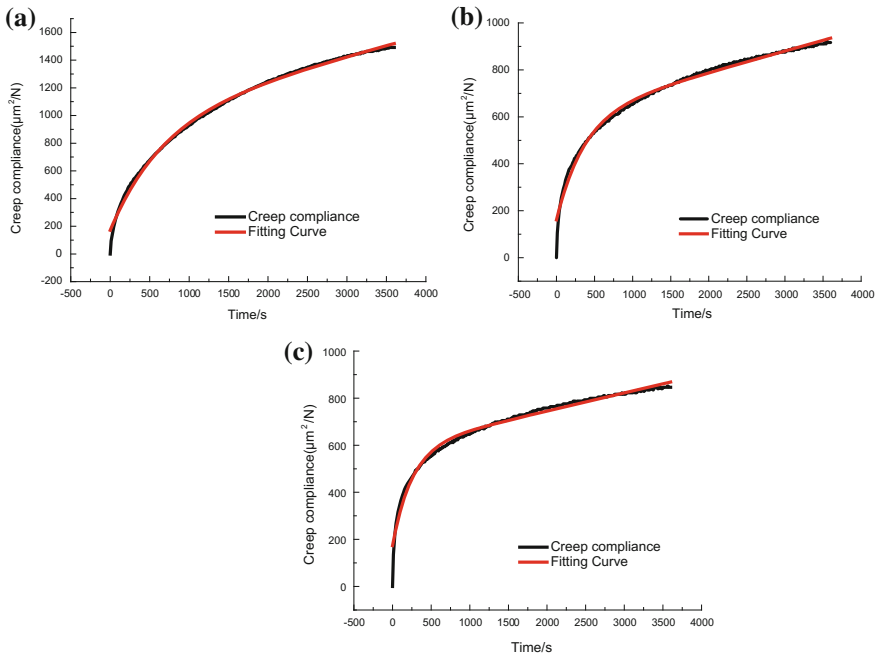 (a)
1600
1400
1200
1000
800
600
400
200
0
-200
Creep compliance(μm²/N)
Creep compliance
Fitting Curve
-500 0 500 1000 1500 2000 2500 3000 3500 4000
Time/s
(b)
1000
800
600
400
200
0
Creep compliance(μm²/N)
Creep compliance
Fitting Curve
-500 0 500 1000 1500 2000 2500 3000 3500 4000
Time/s
(c)
1000
800
600
400
200
0
Creep compliance(μm²/N)
Creep compliance
Fitting Curve
-500 0 500 1000 1500 2000 2500 3000 3500 4000
Time/s